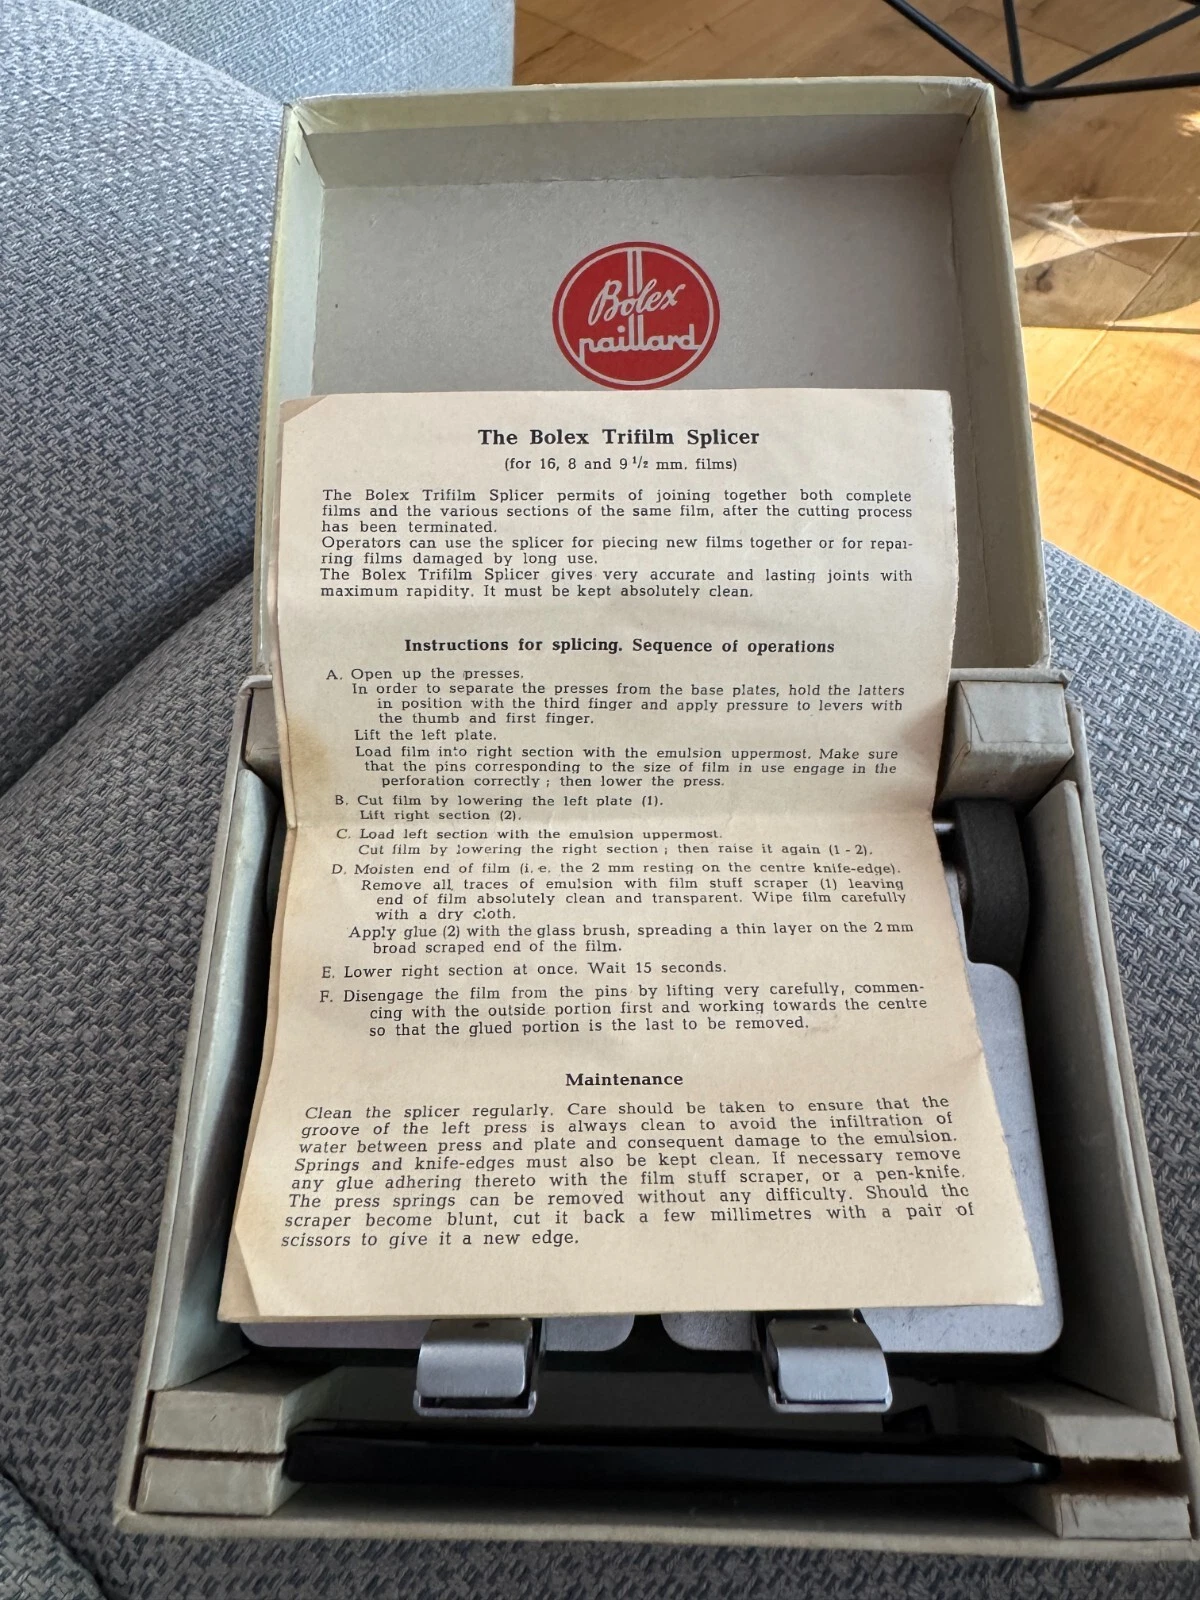 Bolex
paillard
The Bolex Trifilm Splicer
(for 16, 8 and 9 1/2 mm. films)
The Bolex Trifilm Splicer permits of joining together both complete
films and the various sections of the same film, after the cutting process
has been terminated.
Operators can use the splicer for piecing new films together or for repai-
ring films damaged by long use.
The Bolex Trifilm Splicer gives very accurate and lasting joints with
maximum rapidity. It must be kept absolutely clean.
Instructions for splicing. Sequence of operations
A. Open up the presses.
In order to separate the presses from the base plates, hold the latters
in position with the third finger and apply pressure to levers with
the thumb and first finger.
Lift the left plate.
Load film into right section with the emulsion uppermost. Make sure
that the pins corresponding to the size of film in use engage in the
perforation correctly ; then lower the press.
B. Cut film by lowering the left plate (1).
Lift right section (2).
C. Load left section with the emulsion uppermost.
Cut film by lowering the right section ; then raise it again (1 - 2).
D. Moisten end of film (i. e. the 2 mm resting on the centre knife-edge).
Remove all traces of emulsion with film stuff scraper (1) leaving
end of film absolutely clean and transparent. Wipe film carefully
with a dry cloth.
Apply glue (2) with the glass brush, spreading a thin layer on the 2 mm
broad scraped end of the film.
E. Lower right section at once. Wait 15 seconds.
F. Disengage the film from the pins by lifting very carefully, commen-
cing with the outside portion first and working towards the centre
so that the glued portion is the last to be removed.
Maintenance
Clean the splicer regularly. Care should be taken to ensure that the
groove of the left press is always clean to avoid the infiltration of
water between press and plate and consequent damage to the emulsion.
Springs and knife-edges must also be kept clean. If necessary remove
any glue adhering thereto with the film stuff scraper, or a pen-knife.
The press springs can be removed without any difficulty. Should the
scraper become blunt, cut it back a few millimetres with a pair of
scissors to give it a new edge.